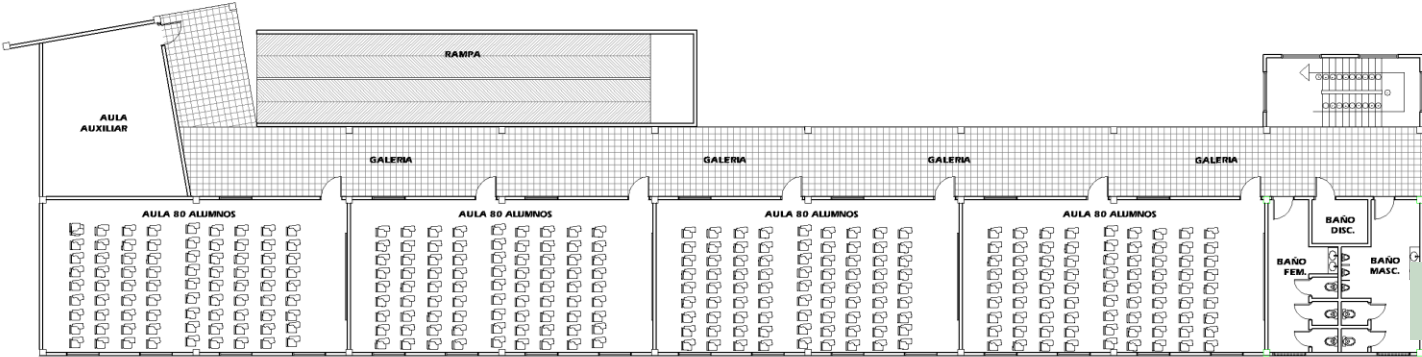 RAMPA
AULA
AUXILIAR
GALERIA
GALERIA
GALERIA
GALERIA
AULA 80 ALUMNOS
AULA 80 ALUMNOS
AULA 80 ALUMNOS
AULA 80 ALUMNOS
BAÑO
DISC.
BAÑO
FEM.
BAÑO
MASC.